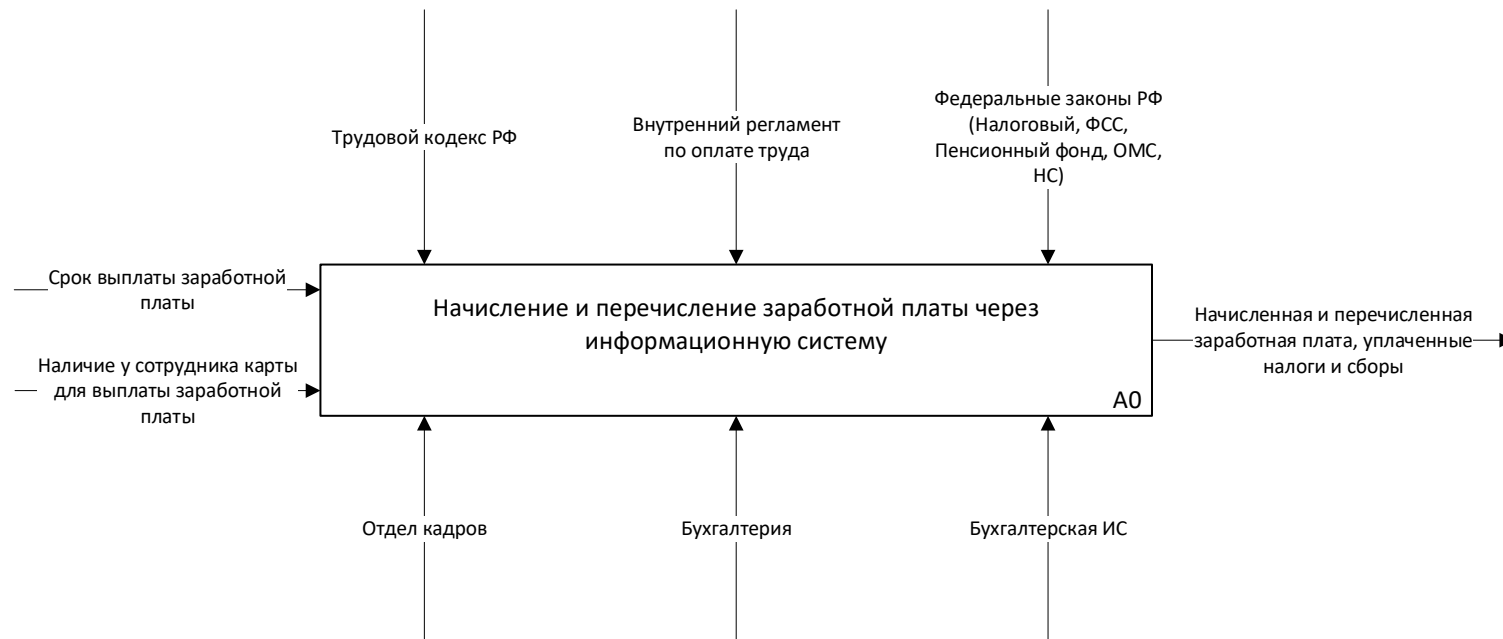 Трудовой кодекс РФ
Внутренний регламент
по оплате труда
Федеральные законы РФ
(Налоговый, ФСС,
Пенсионный фонд, ОМС,
НС)
Срок выплаты заработной
платы
Наличие у сотрудника карты
для выплаты заработной
платы
Начисление и перечисление заработной платы через
информационную систему
A0
Начисленная и перечисленная
заработная плата, уплаченные
налоги и сборы
Отдел кадров
Бухгалтерия
Бухгалтерская ИС